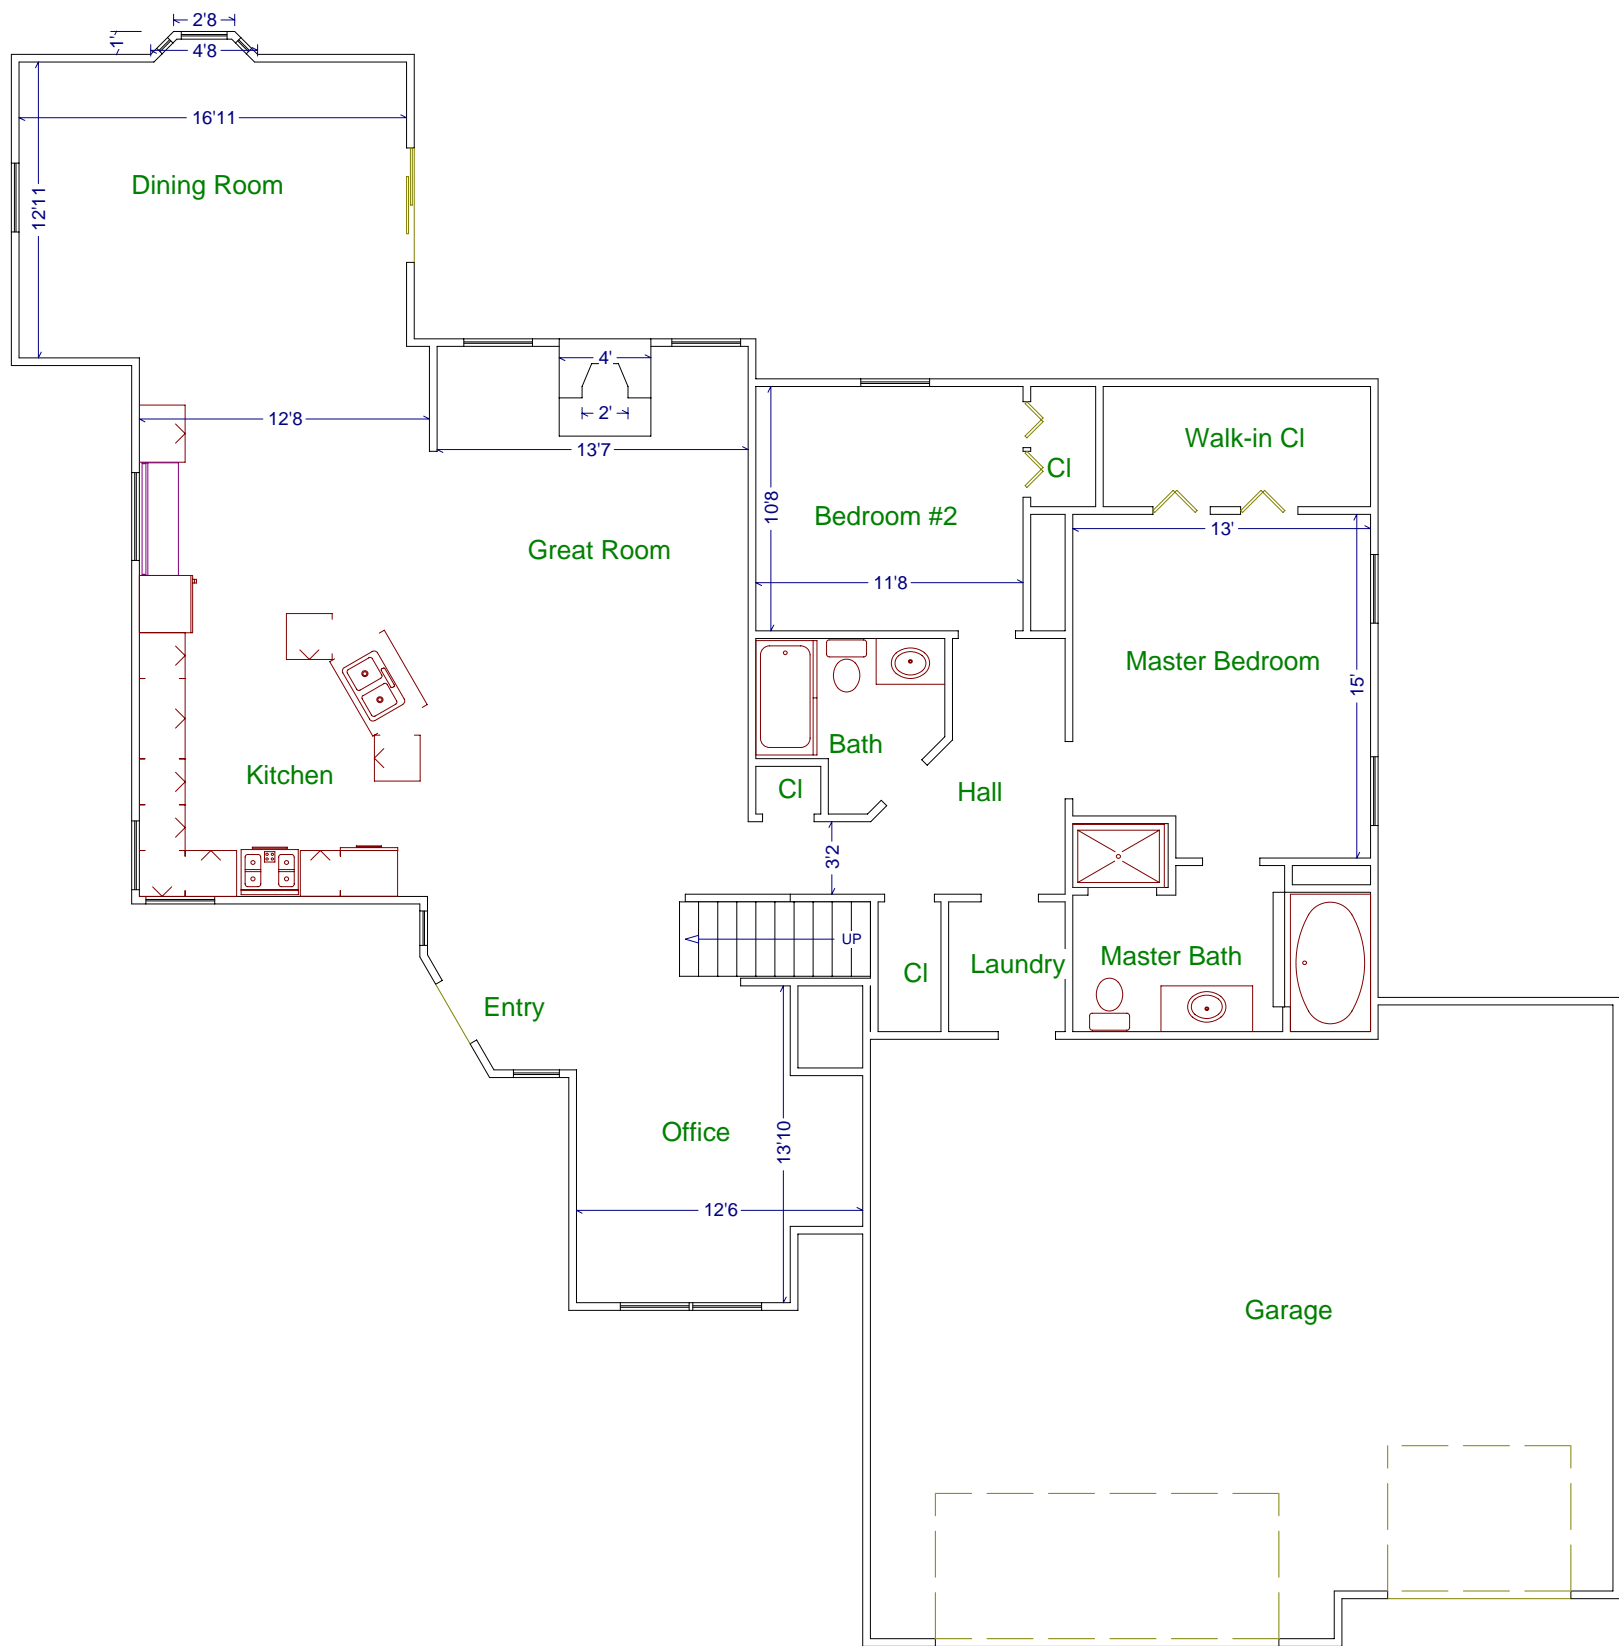 2'8
1'
4'8
16'11
Dining Room
12'11
4'
2'
12'8
13'7
Walk-in Cl
Cl
10'8
Bedroom #2
13'
Great Room
11'8
Master Bedroom
15'
Bath
Kitchen
Cl
Hall
3'2
UP
Cl
Laundry
Master Bath
Entry
Office
13'10
12'6
Garage